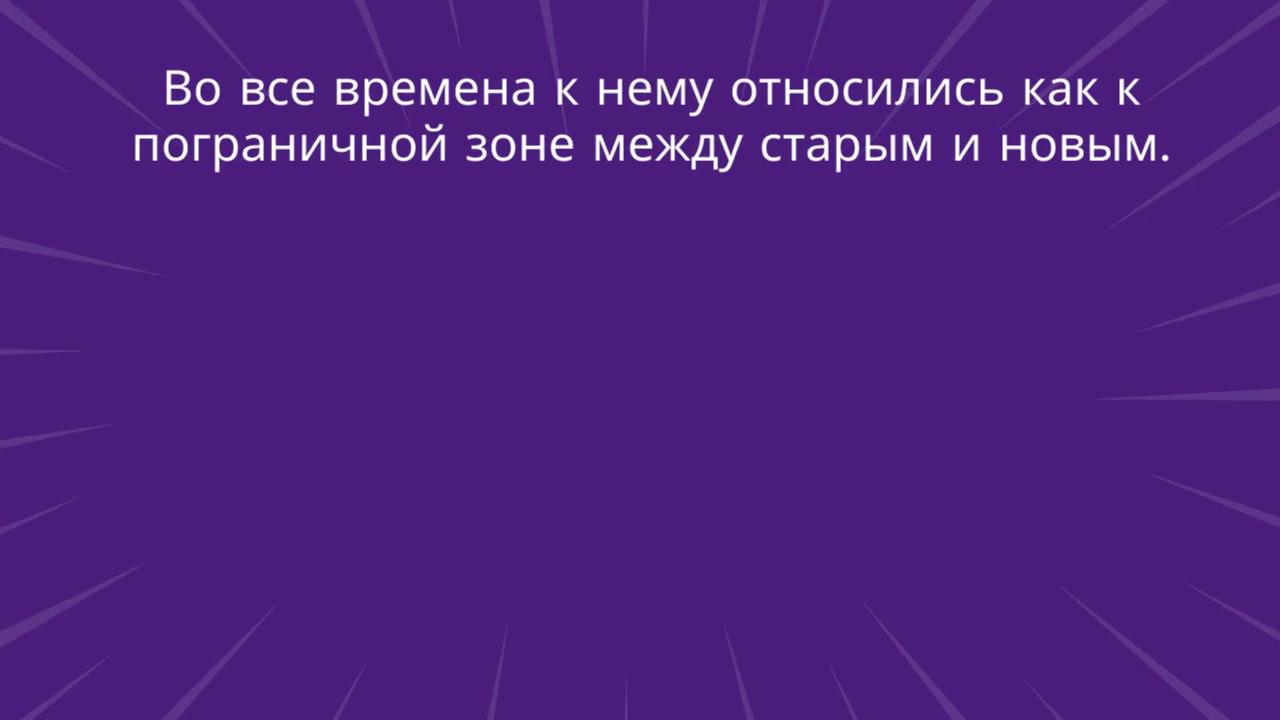 Во все времена к нему относились как к
пограничной зоне между старым и новым.